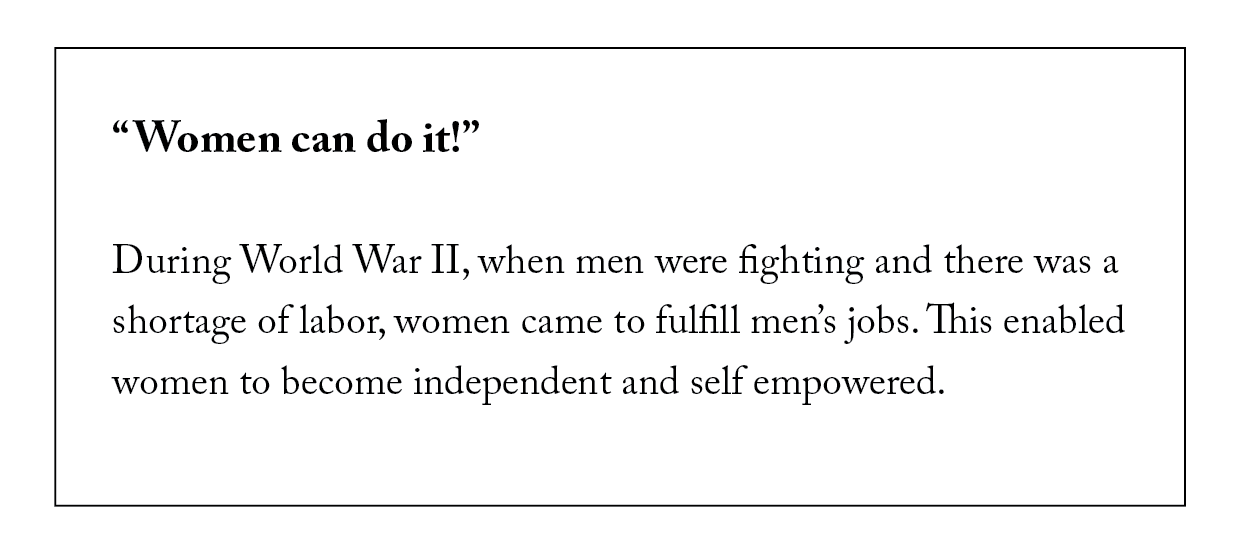 “Women can do it!”
During World War II, when men were fighting and there was a
shortage of labor, women came to fulfill men’s jobs. This enabled
women to become independent and self empowered.